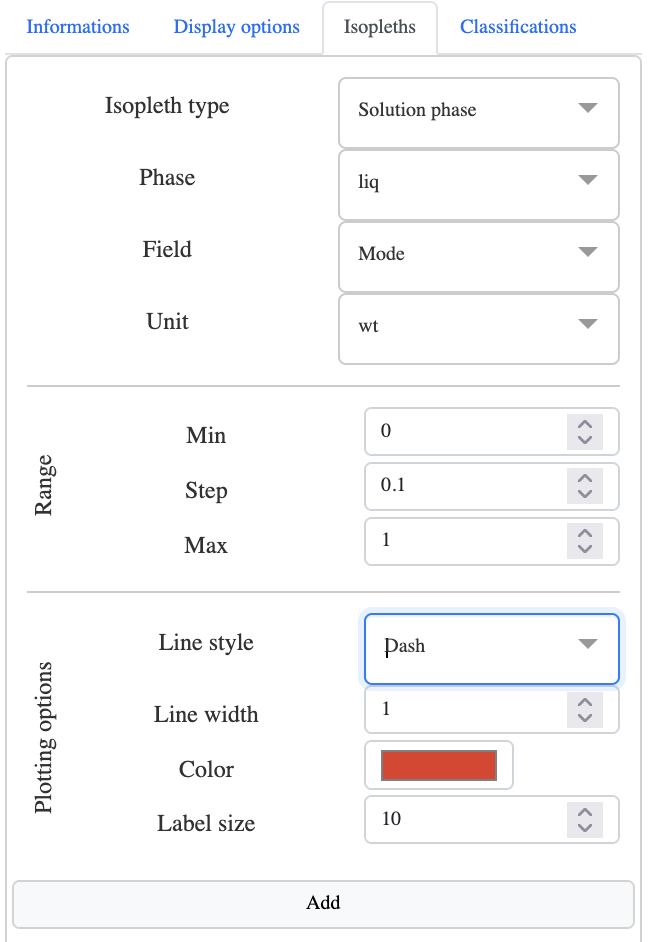 Informations Display options Isopleths Classifications
Isopleth type Solution phase
Phase liq
Field Mode
Unit wt
Range
Min 0
Step 0.1
Max 1
Plotting options
Line style Dash
Line width 1
Color
Label size 10
Add